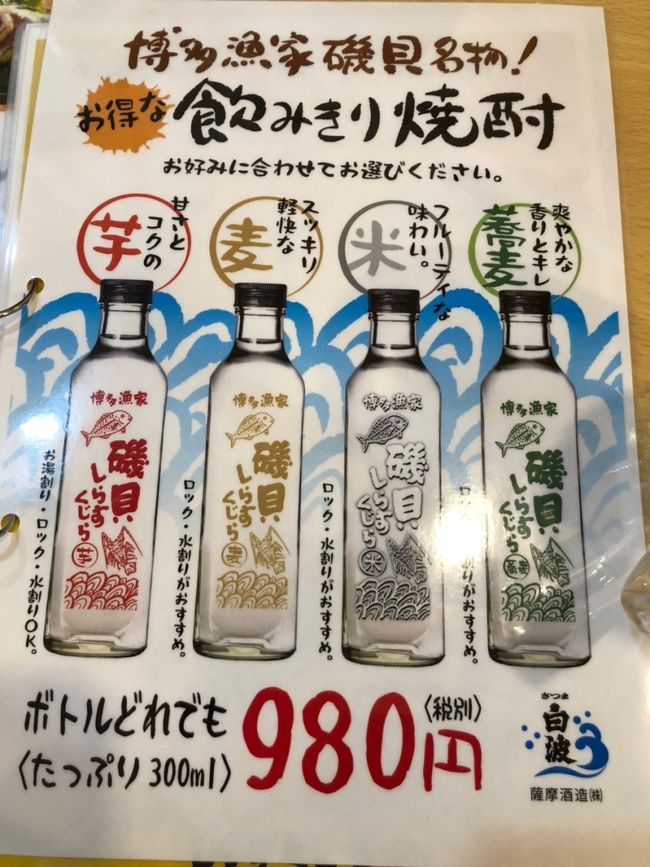 博多漁家磯貝名物!
お得な
飲みきり焼酎
お好みに合わせてお選びください。
芋
甘さと
コクの
麦
スッキリ
軽快な
米
フルーティな
味わい。
蕎麦
爽やかな
香りとキレ
博多漁家
磯貝
しらす
くじら
芋
お湯割り・ロック・水割りOK。
博多漁家
磯貝
しらす
くじら
麦
ロック・水割りがおすすめ。
博多漁家
磯貝
しらす
くじら
米
ロック・水割りがおすすめ。
博多漁家
磯貝
しらす
くじら
蕎麦
割りがおすすめ。
ボトルどれでも
〈たっぷり300ml〉
980円
〈税別〉
さつま
白波
薩摩酒造㈱